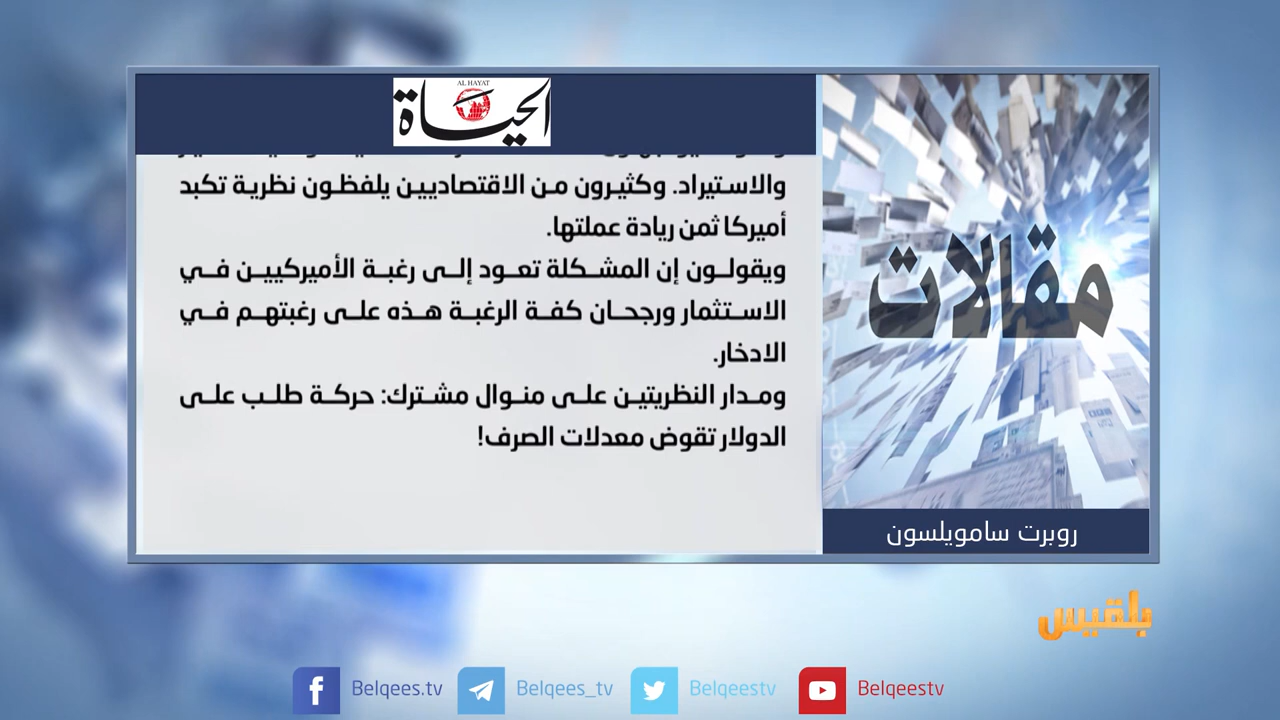 AL HAYAT
الحياة
والاستيراد. وكثيرون من الاقتصاديين يلفظون نظرية تكبد
أميركا ثمن ريادة عملتها.
ويقولون إن المشكلة تعود إلى رغبة الأميركيين في
الاستثمار ورجحان كفة الرغبة هذه على رغبتهم في
الادخار.
ومدار النظريتين على منوال مشترك: حركة طلب على
الدولار تقوض معدلات الصرف!
مقالات
روبرت سامويلسون
بلقيس
Belqees.tv
Belqees_tv
Belqeestv
Belqeestv